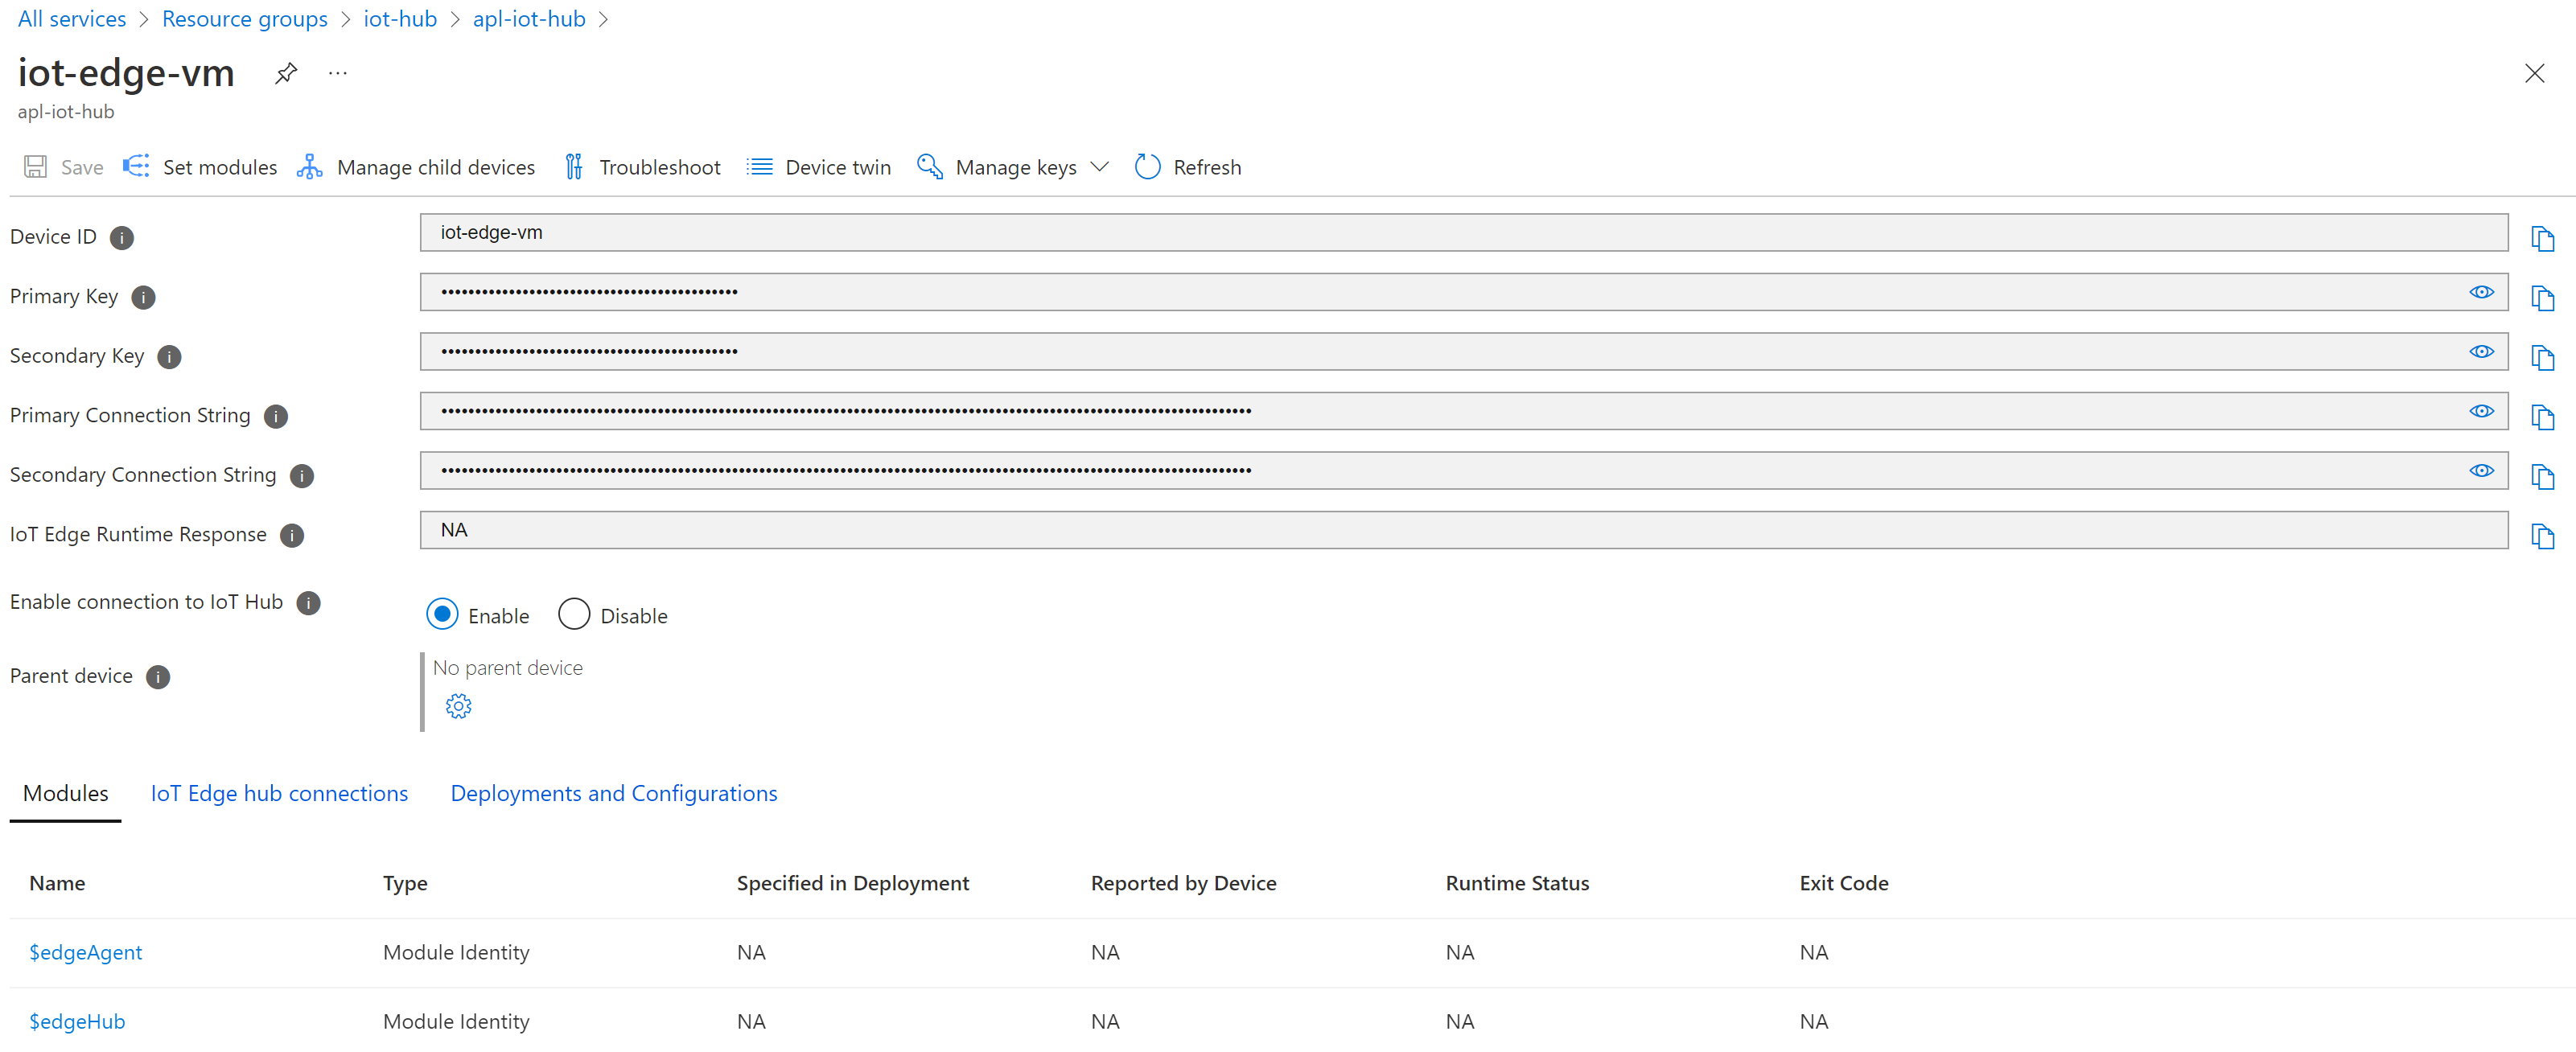 All services > Resource groups > iot-hub > apl-iot-hub >
iot-edge-vm ...
apl-iot-hub
Save Set modules Manage child devices Troubleshoot Device twin Manage keys Refresh
Device ID i iot-edge-vm
Primary Key i ••••••••••••••••••••••••••••••••••••••••••••
Secondary Key i ••••••••••••••••••••••••••••••••••••••••••••
Primary Connection String i
Secondary Connection String i
IoT Edge Runtime Response i NA
Enable connection to IoT Hub i Enable Disable
Parent device i No parent device
Modules IoT Edge hub connections Deployments and Configurations
Name Type Specified in Deployment Reported by Device Runtime Status Exit Code
$edgeAgent Module Identity NA NA NA NA
$edgeHub Module Identity NA NA NA NA